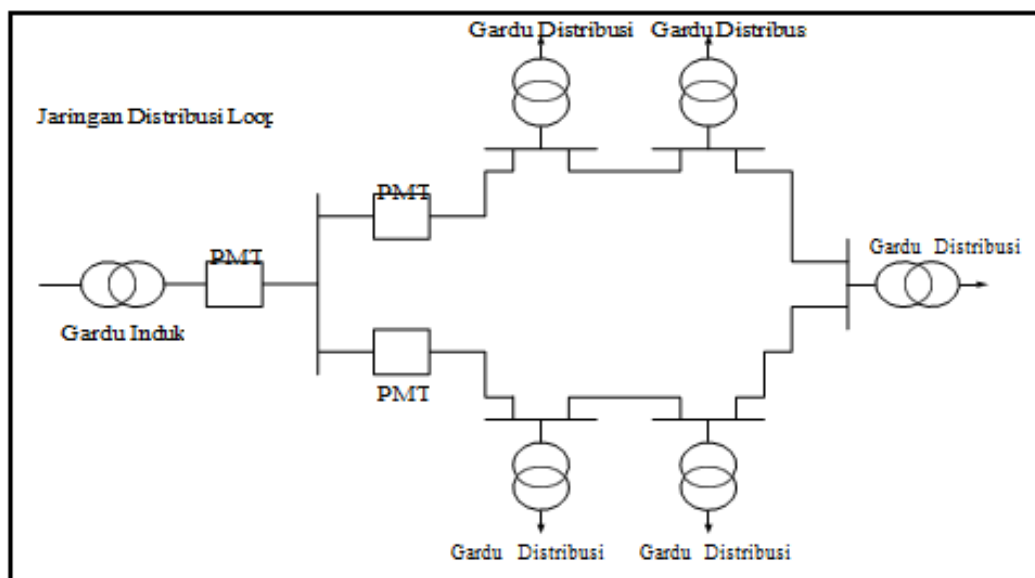 Gardu Distribusi
Gardu Distribus
Jaringan Distribusi Loop
PMT
PMT
Gardu Distribusi
Gardu Induk
PMT
Gardu Distribusi
Gardu Distribusi